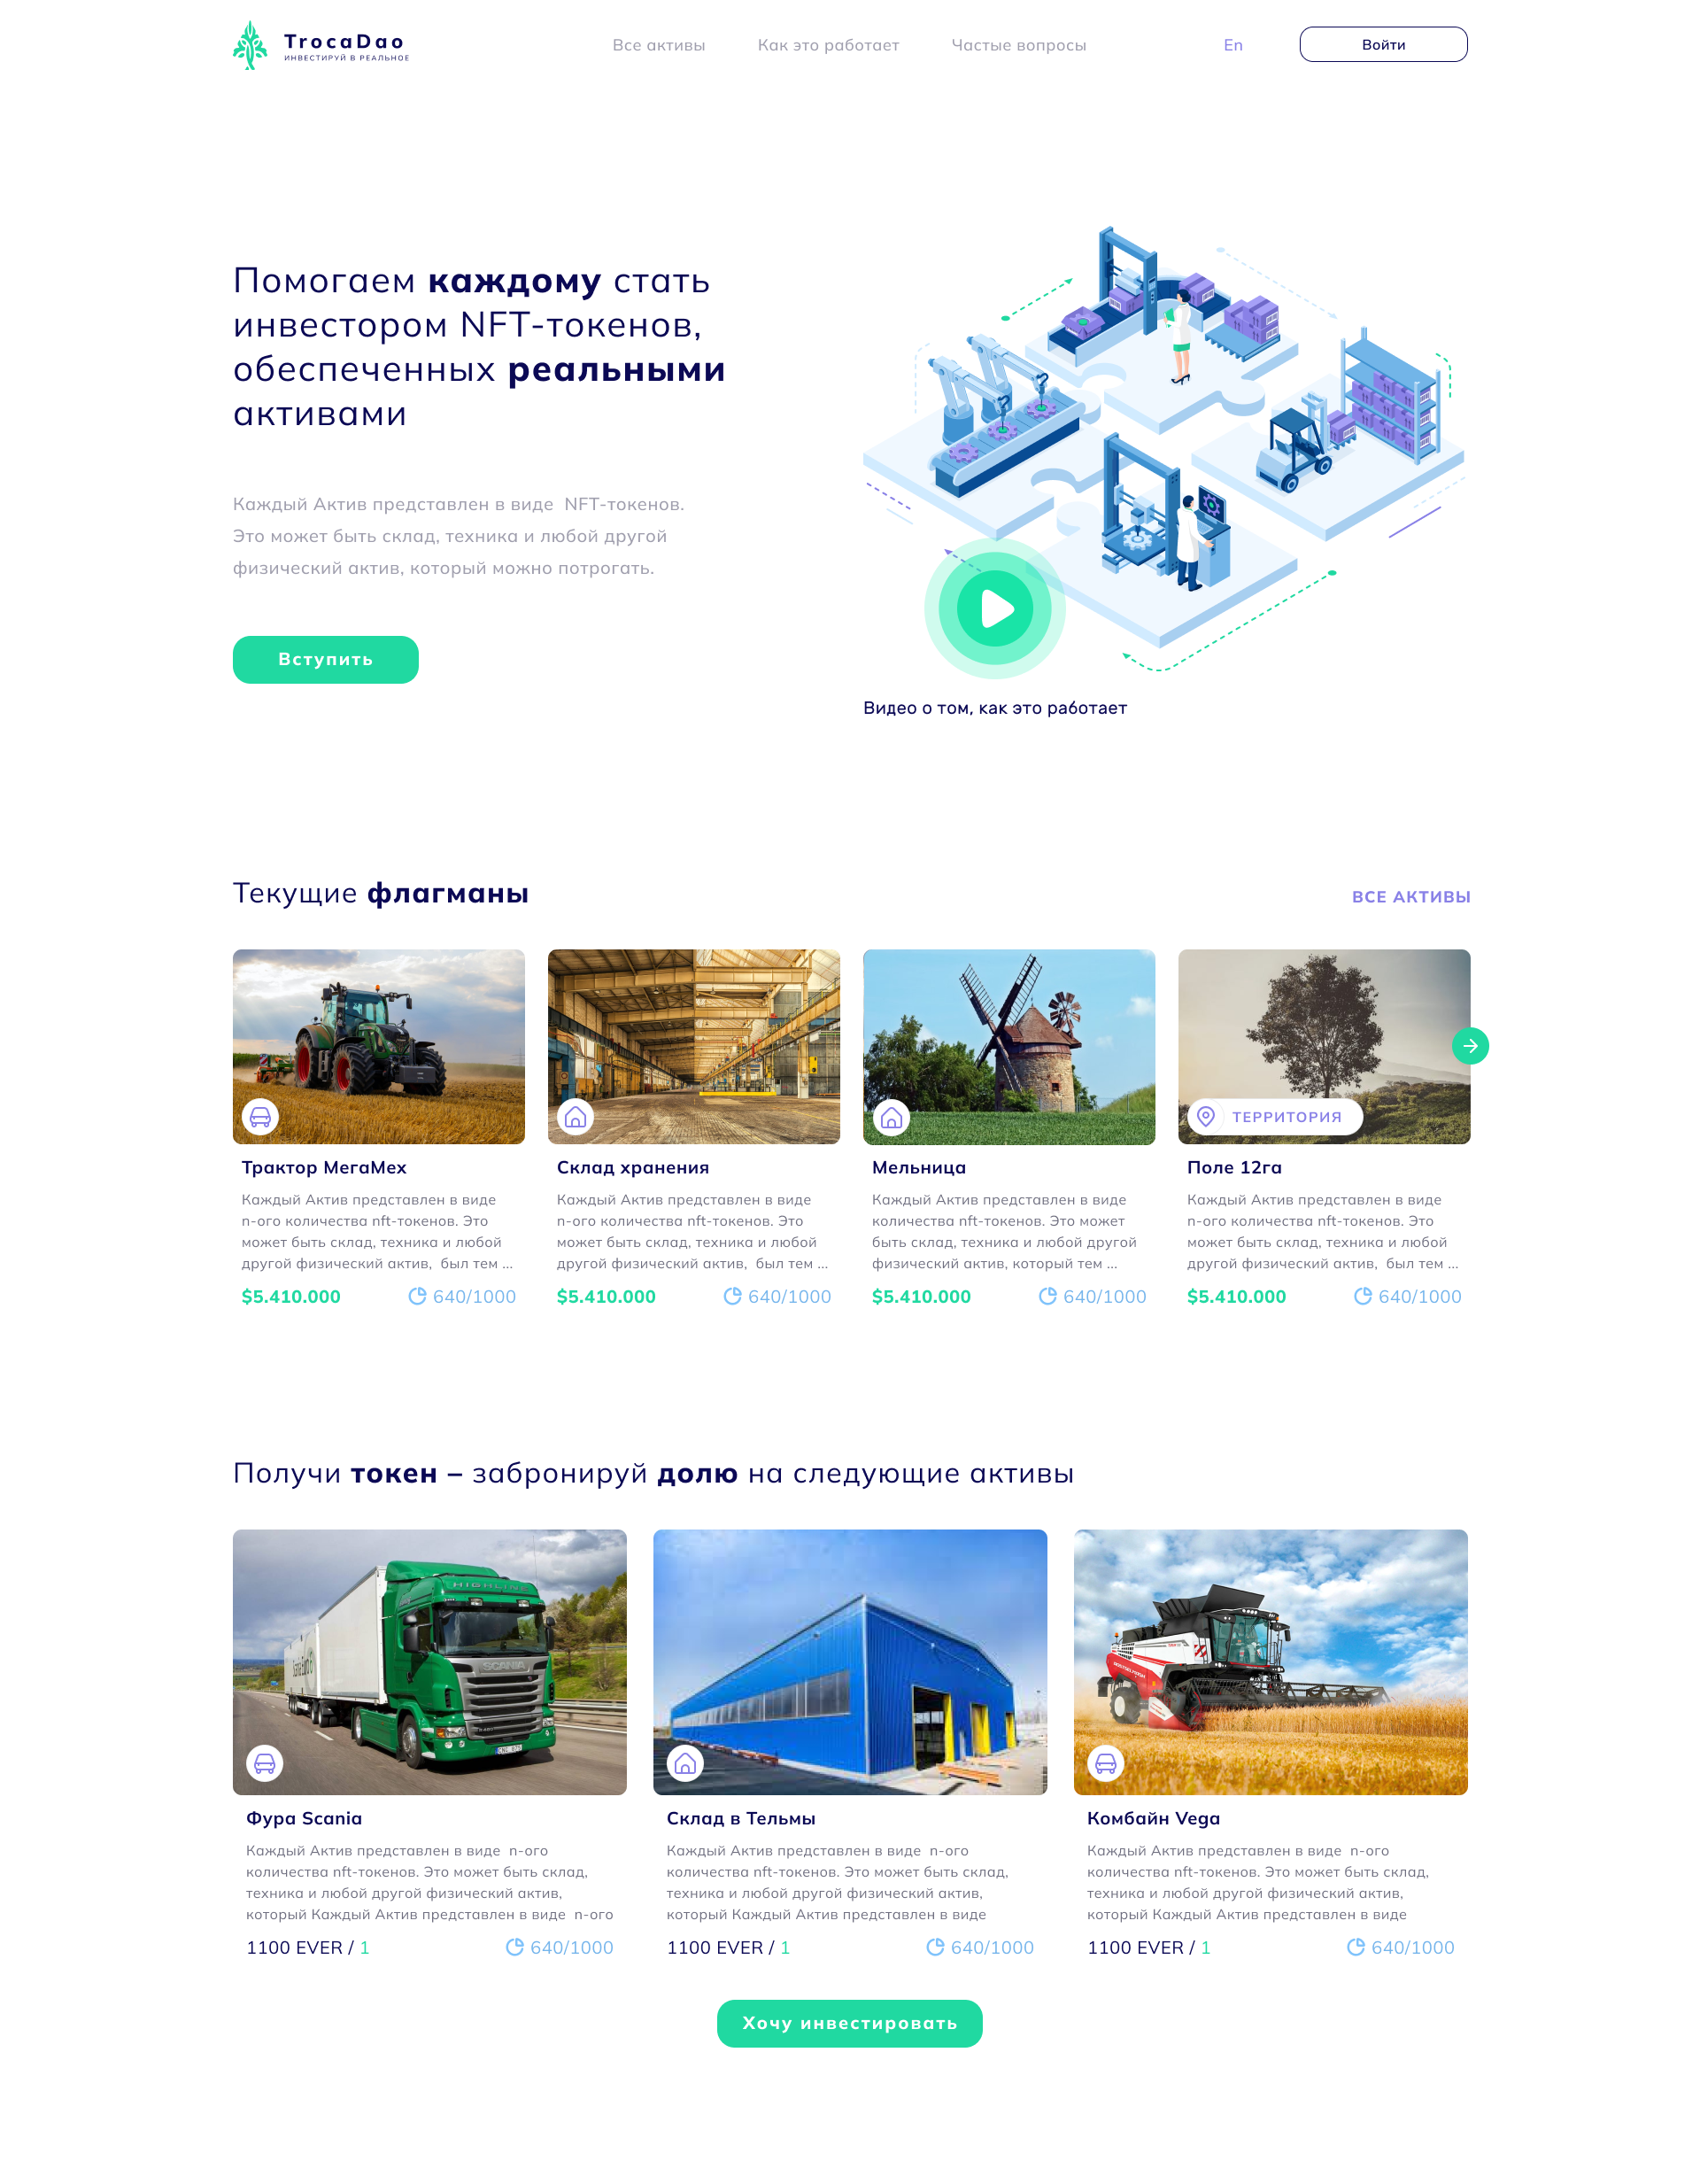 TrocaDao
ИНВЕСТИРУЙ В РЕАЛЬНОЕ
Все активы
Как это работает
Частые вопросы
En
Войти
Помогаем каждому стать
инвестором NFT-токенов,
обеспеченных реальными
активами
Каждый Актив представлен в виде NFT-токенов.
Это может быть склад, техника и любой другой
физический актив, который можно потрогать.
Вступить
Видео о том, как это работает
Текущие флагманы
ВСЕ АКТИВЫ
Трактор МегаМех
Каждый Актив представлен в виде
n-ого количества nft-токенов. Это
может быть склад, техника и любой
другой физический актив, был тем ...
$5.410.000
640/1000
Склад хранения
Каждый Актив представлен в виде
n-ого количества nft-токенов. Это
может быть склад, техника и любой
другой физический актив, был тем ...
$5.410.000
640/1000
Мельница
Каждый Актив представлен в виде
количества nft-токенов. Это может
быть склад, техника и любой другой
физический актив, который тем ...
$5.410.000
640/1000
ТЕРРИТОРИЯ
Поле 12га
Каждый Актив представлен в виде
n-ого количества nft-токенов. Это
может быть склад, техника и любой
другой физический актив, был тем ...
$5.410.000
640/1000
Получи токен – забронируй долю на следующие активы
HIGHLINE
SCANIA
Фура Scania
Каждый Актив представлен в виде n-ого
количества nft-токенов. Это может быть склад,
техника и любой другой физический актив,
который Каждый Актив представлен в виде n-ого
1100 EVER / 1
640/1000
Склад в Тельмы
Каждый Актив представлен в виде n-ого
количества nft-токенов. Это может быть склад,
техника и любой другой физический актив,
который Каждый Актив представлен в виде
1100 EVER / 1
640/1000
Комбайн Vega
Каждый Актив представлен в виде n-ого
количества nft-токенов. Это может быть склад,
техника и любой другой физический актив,
который Каждый Актив представлен в виде
1100 EVER / 1
640/1000
Хочу инвестировать